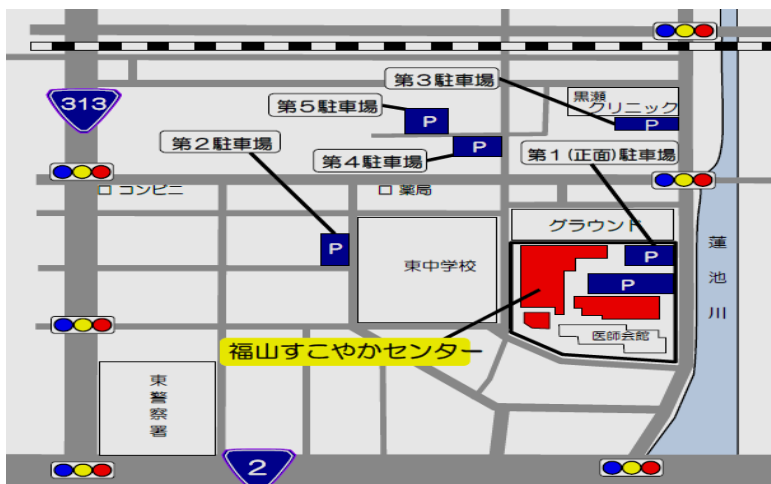 313
第3駐車場
黒瀬
クリニック
P
第5駐車場
P
第2駐車場
第4駐車場
P
第1(正面)駐車場
コンビニ
薬局
グラウンド
P
東中学校
P
P
蓮池川
医師会館
福山すこやかセンター
東警察署
2